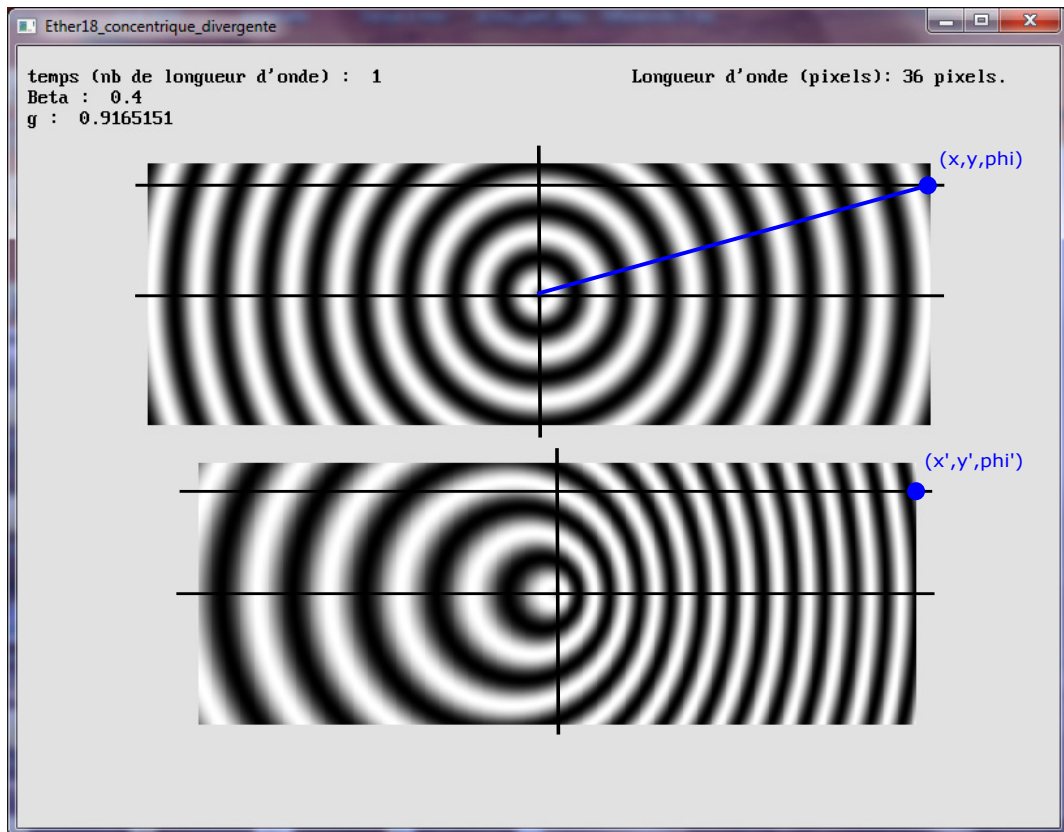 Ether18_concentrique_divergente
temps (nb de longueur d'onde) : 1
Longueur d'onde (pixels): 36 pixels.
Beta : 0.4
g : 0.9165151
(x,y,phi)
(x',y',phi')